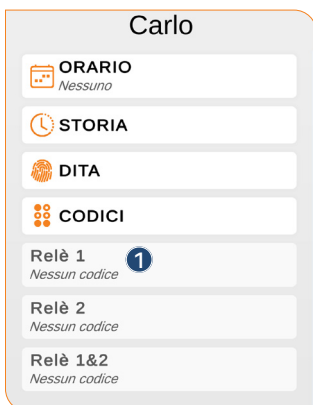 Carlo
ORARIO
Nessuno
STORIA
DITA
CODICI
Relè 1
1
Nessun codice
Relè 2
Nessun codice
Relè 1&2
Nessun codice